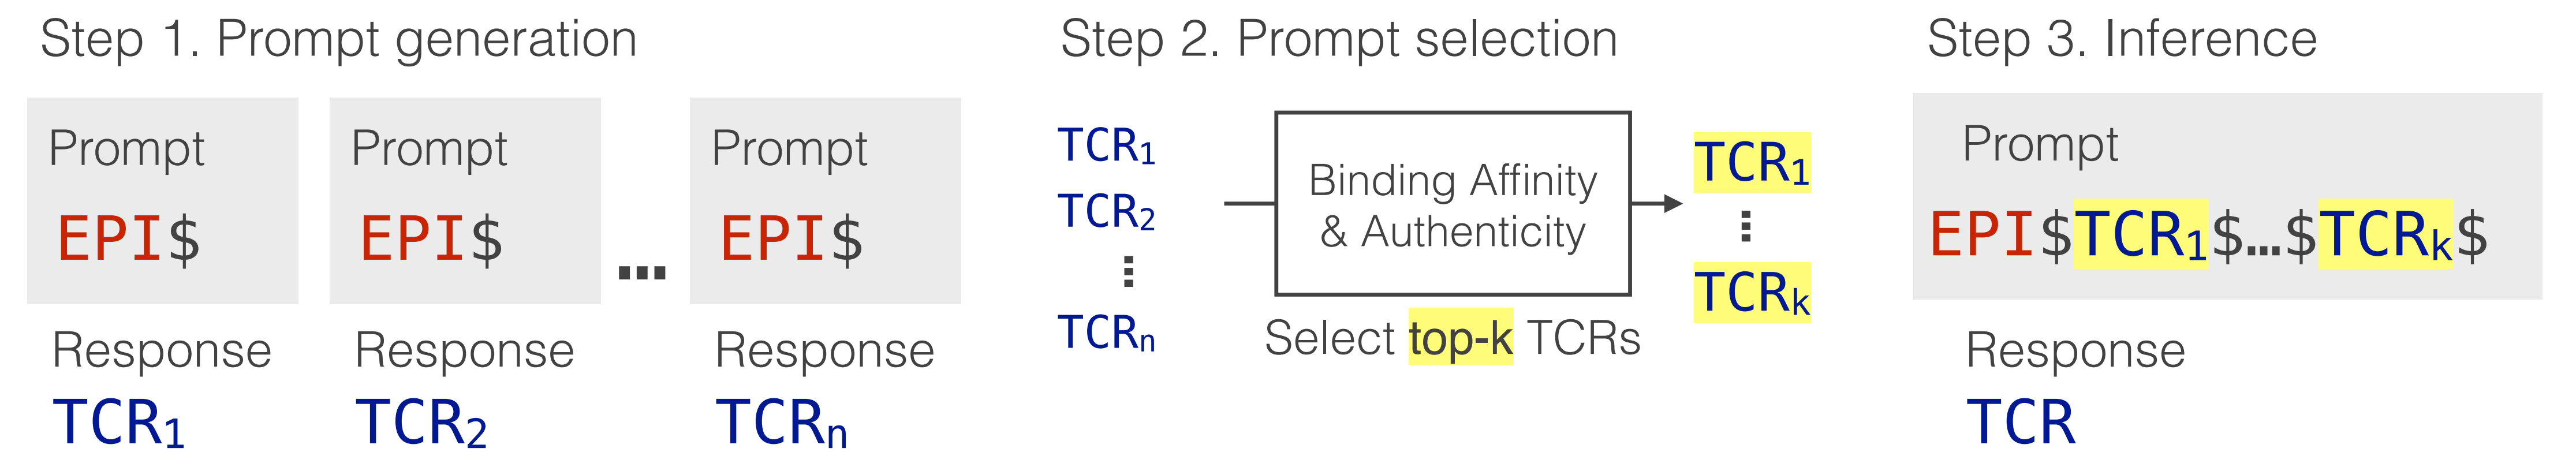 Step 1. Prompt generation
Prompt
EPI$
Response
TCR₁
Prompt
EPI$
Response
TCR₂
…
Prompt
EPI$
Response
TCRₙ
Step 2. Prompt selection
TCR₁
TCR₂
⋮
TCRₙ
Binding Affinity
& Authenticity
Select top-k TCRs
TCR₁
⋮
TCRₖ
Step 3. Inference
Prompt
EPI$TCR₁$…$TCRₖ$
Response
TCR